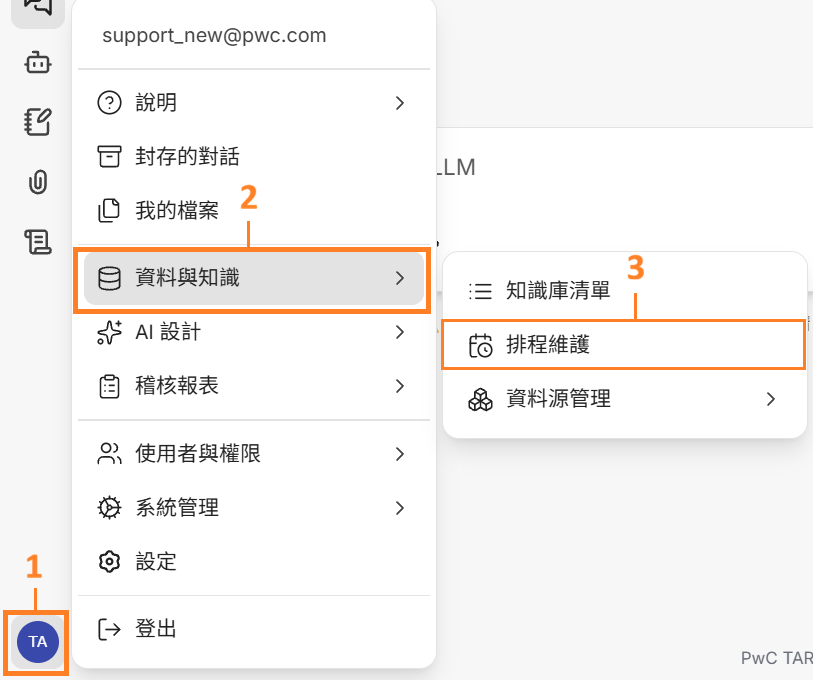 support_new@pwc.com
說明
封存的對話
我的檔案
2
資料與知識
AI 設計
稽核報表
使用者與權限
系統管理
設定
登出
1
TA
LLM
3
知識庫清單
排程維護
資料源管理
PwC TAR